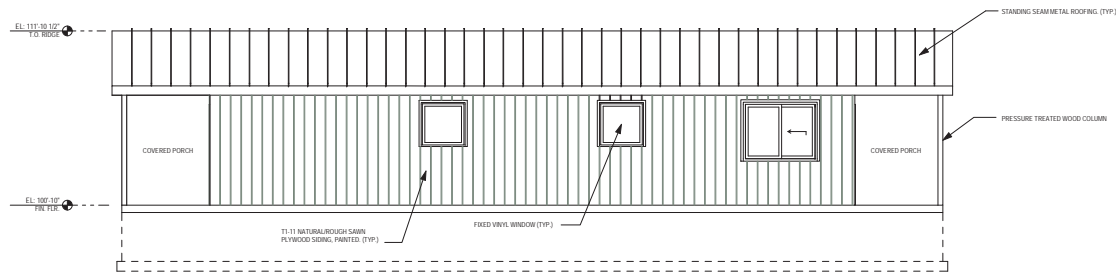 EL: 111'-10 1/2"
T.O. RIDGE
STANDING SEAM METAL ROOFING. (TYP.)
PRESSURE TREATED WOOD COLUMN
COVERED PORCH
COVERED PORCH
EL: 100'-10"
FIN. FLR.
T1-11 NATURAL/ROUGH SAWN
PLYWOOD SIDING, PAINTED. (TYP.)
FIXED VINYL WINDOW (TYP.)